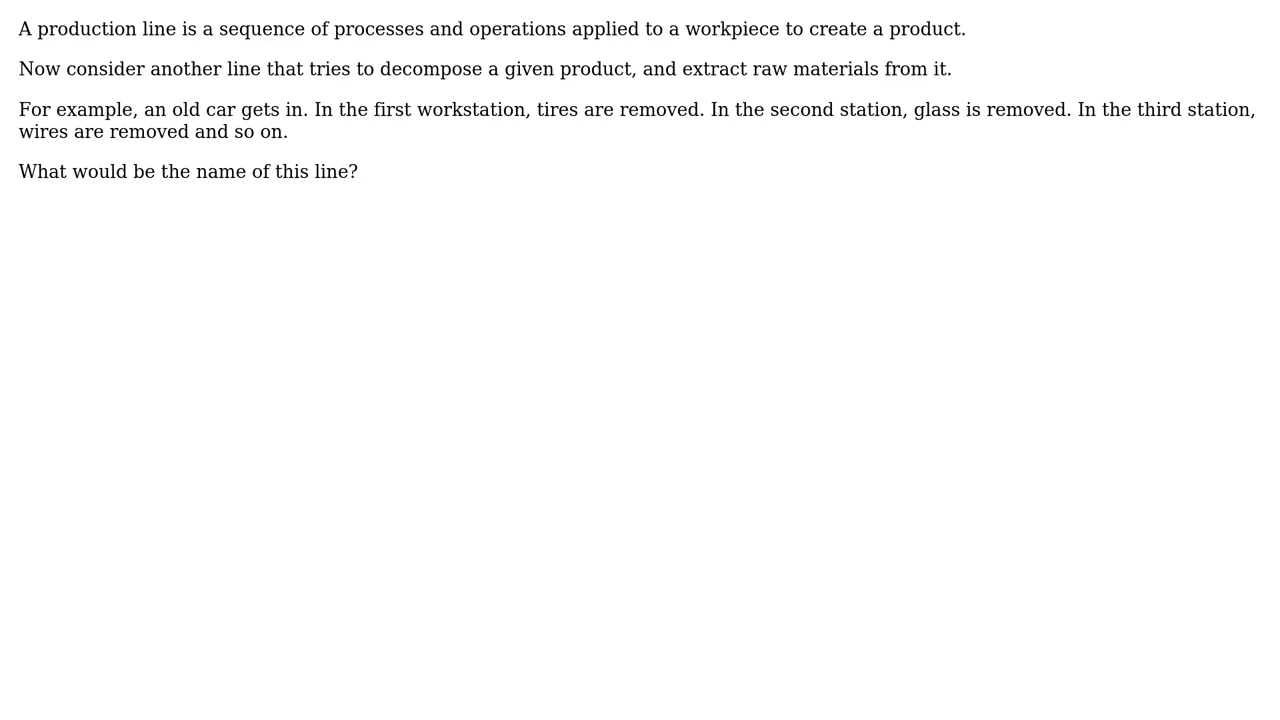 A production line is a sequence of processes and operations applied to a workpiece to create a product.
Now consider another line that tries to decompose a given product, and extract raw materials from it.
For example, an old car gets in. In the first workstation, tires are removed. In the second station, glass is removed. In the third station,
wires are removed and so on.
What would be the name of this line?